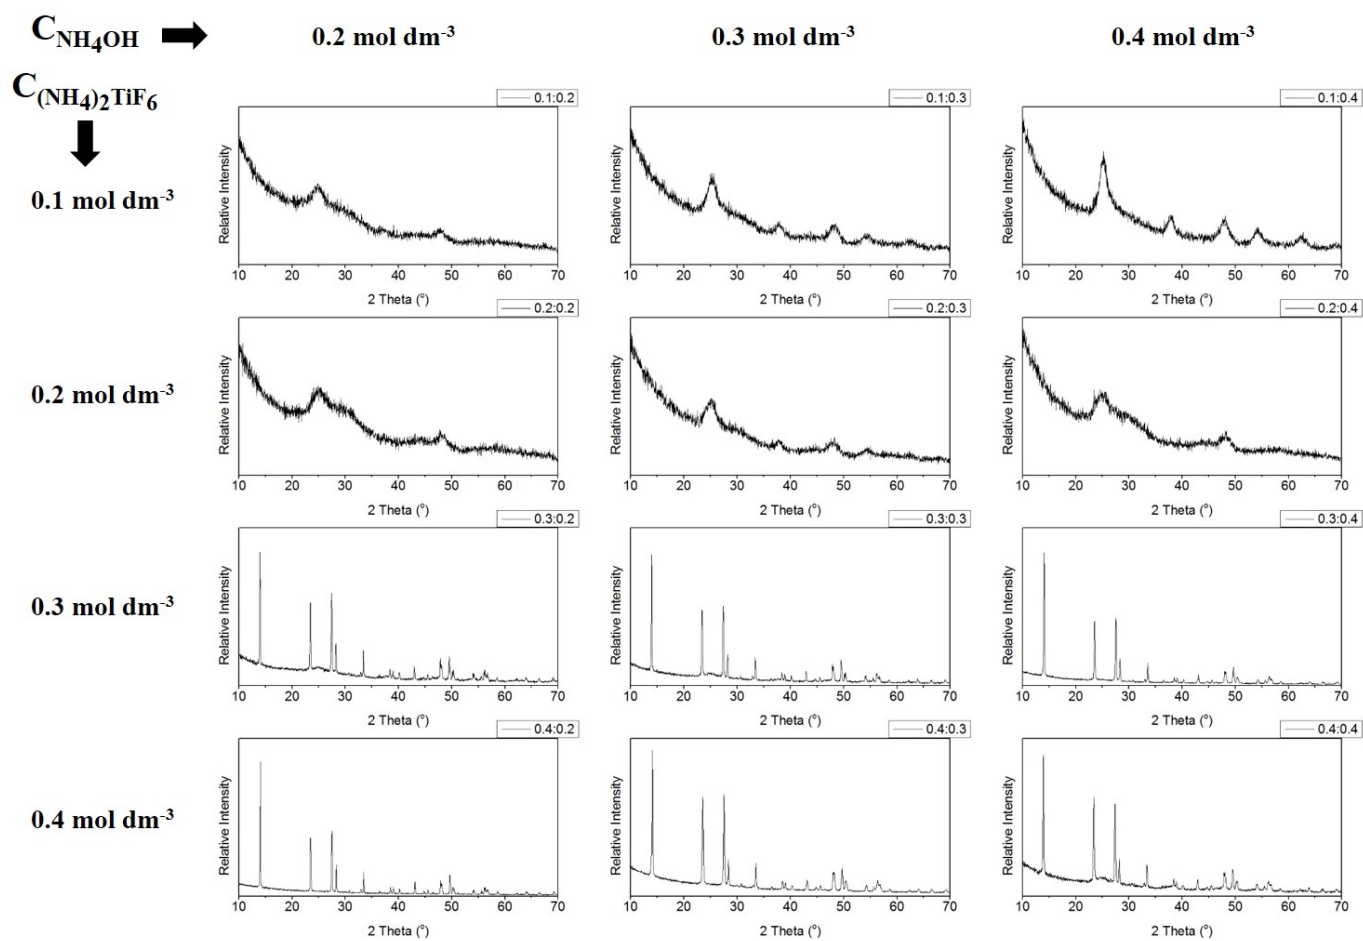 C_NH4OH 0.2 mol dm⁻³ 0.3 mol dm⁻³ 0.4 mol dm⁻³
C_(NH4)2TiF6
0.1 mol dm⁻³
0.1:0.2
Relative Intensity
10 20 30 40 50 60 70
2 Theta (°)
0.1:0.3
Relative Intensity
10 20 30 40 50 60 70
2 Theta (°)
0.1:0.4
Relative Intensity
10 20 30 40 50 60 70
2 Theta (°)
0.2 mol dm⁻³
0.2:0.2
Relative Intensity
10 20 30 40 50 60 70
2 Theta (°)
0.2:0.3
Relative Intensity
10 20 30 40 50 60 70
2 Theta (°)
0.2:0.4
Relative Intensity
10 20 30 40 50 60 70
2 Theta (°)
0.3 mol dm⁻³
0.3:0.2
Relative Intensity
10 20 30 40 50 60 70
2 Theta (°)
0.3:0.3
Relative Intensity
10 20 30 40 50 60 70
2 Theta (°)
0.3:0.4
Relative Intensity
10 20 30 40 50 60 70
2 Theta (°)
0.4 mol dm⁻³
0.4:0.2
Relative Intensity
10 20 30 40 50 60 70
2 Theta (°)
0.4:0.3
Relative Intensity
10 20 30 40 50 60 70
2 Theta (°)
0.4:0.4
Relative Intensity
10 20 30 40 50 60 70
2 Theta (°)